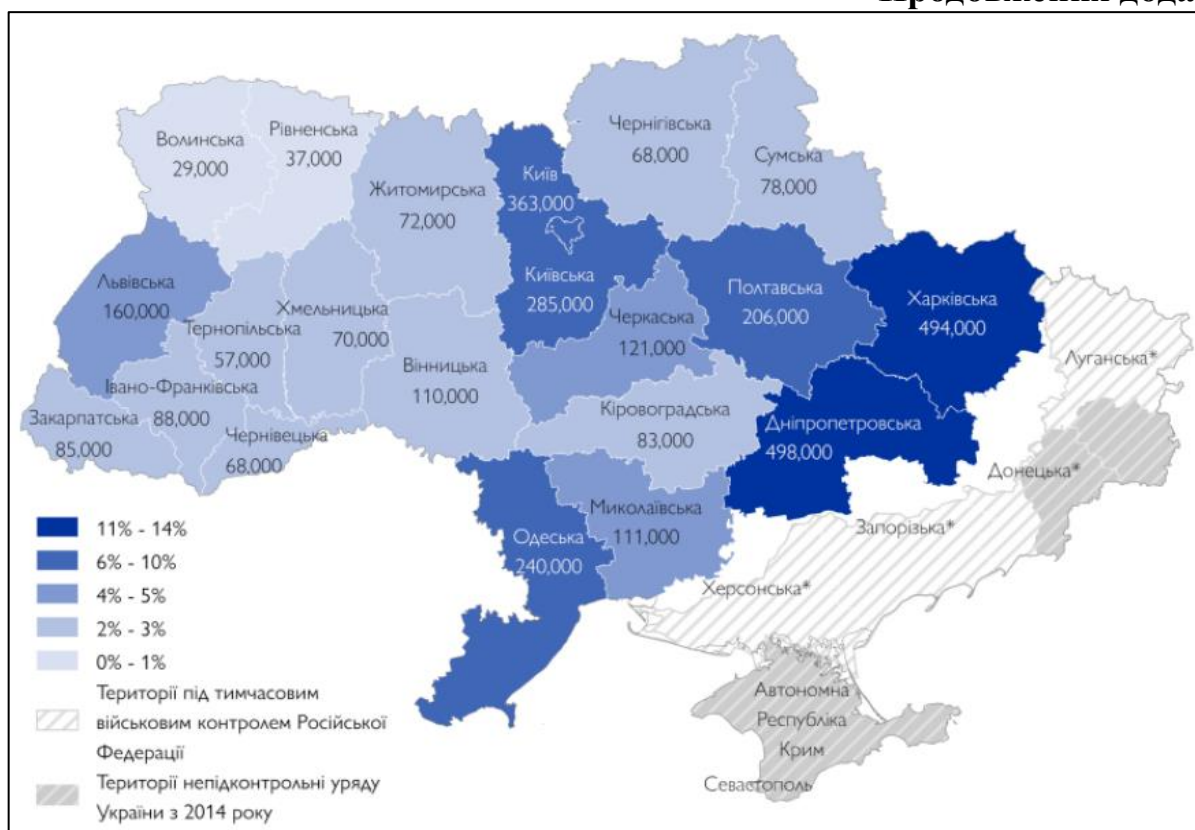 Продовження дода
Волинська
29,000
Рівненська
37,000
Житомирська
72,000
Київ
363,000
Київська
285,000
Чернігівська
68,000
Сумська
78,000
Львівська
160,000
Тернопільська
57,000
Хмельницька
70,000
Вінницька
110,000
Черкаська
121,000
Полтавська
206,000
Харківська
494,000
Луганська*
Івано-Франківська
88,000
Закарпатська
85,000
Чернівецька
68,000
Кіровоградська
83,000
Дніпропетровська
498,000
Донецька*
Одеська
240,000
Миколаївська
111,000
Запорізька*
Херсонська*
Автономна
Республіка
Крим
Севастополь
11% - 14%
6% - 10%
4% - 5%
2% - 3%
0% - 1%
Території під тимчасовим
військовим контролем Російської
Федерації
Території непідконтрольні уряду
України з 2014 року